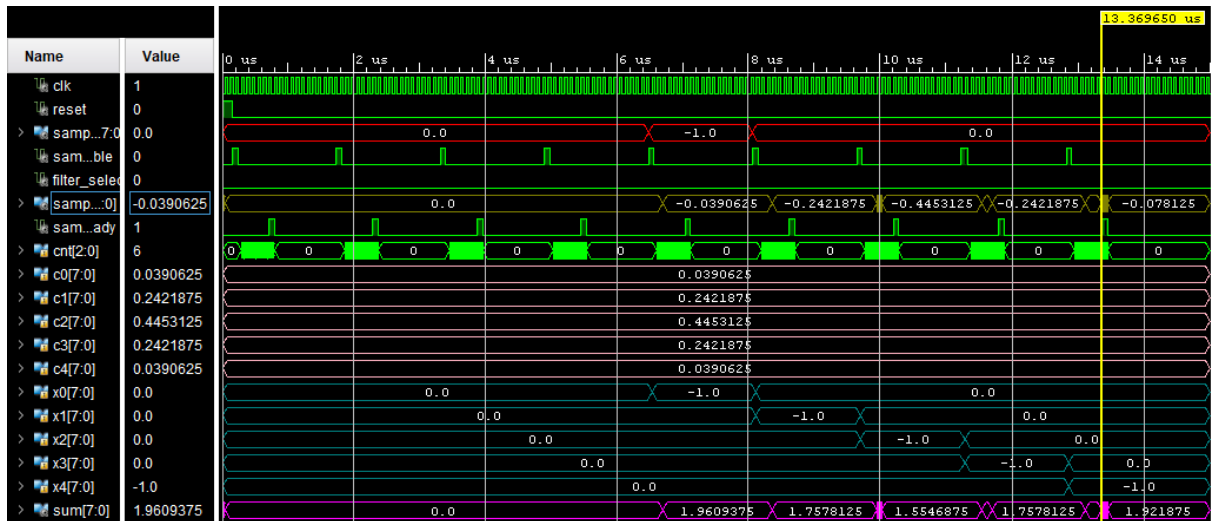 13.369650 us
Name Value 0 us 2 us 4 us 6 us 8 us 10 us 12 us 14 us
clk 1
reset 0
samp...7:0 0.0 0.0 -1.0 0.0
sam...ble 0
filter_selec 0
samp...:0] -0.0390625 0.0 -0.0390625 -0.2421875 -0.4453125 -0.2421875 -0.078125
sam...ady 1
cnt[2:0] 6 0 0 0 0 0 0 0 0 0 0
c0[7:0] 0.0390625 0.0390625
c1[7:0] 0.2421875 0.2421875
c2[7:0] 0.4453125 0.4453125
c3[7:0] 0.2421875 0.2421875
c4[7:0] 0.0390625 0.0390625
x0[7:0] 0.0 0.0 -1.0 0.0
x1[7:0] 0.0 0.0 -1.0 0.0
x2[7:0] 0.0 0.0 -1.0 0.0
x3[7:0] 0.0 0.0 -1.0 0.0
x4[7:0] -1.0 0.0 -1.0
sum[7:0] 1.9609375 0.0 1.9609375 1.7578125 1.5546875 1.7578125 1.921875